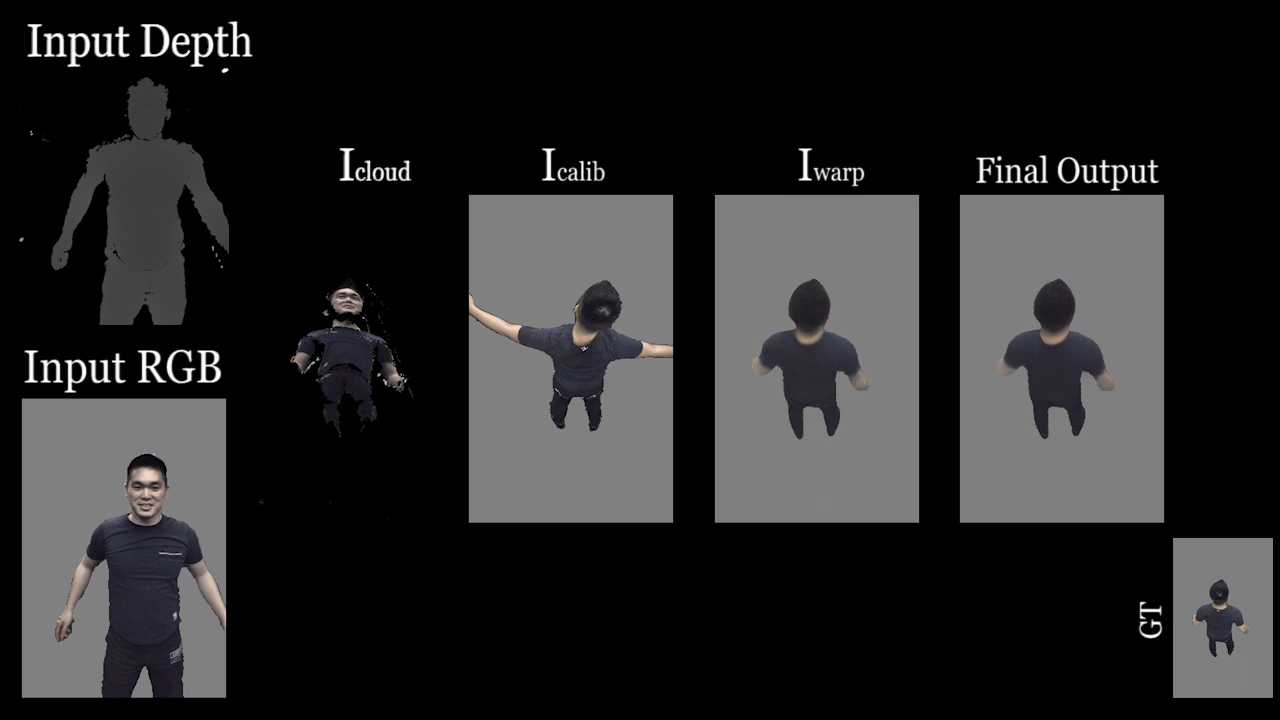 Input Depth
Icloud
Icalib
Iwarp
Final Output
Input RGB
GT